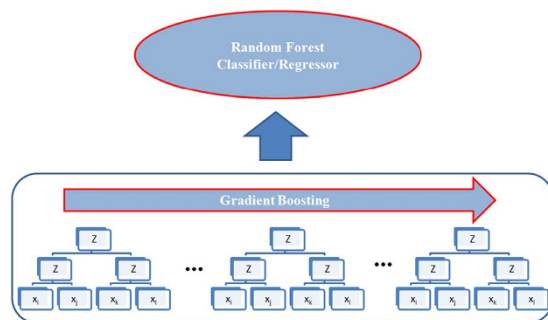 Random Forest
Classifier/Regressor
Gradient Boosting
Z Z Z
... ...
Z Z Z Z Z Z
xi xj xk xl xi xj xk xl xi xj xk xl